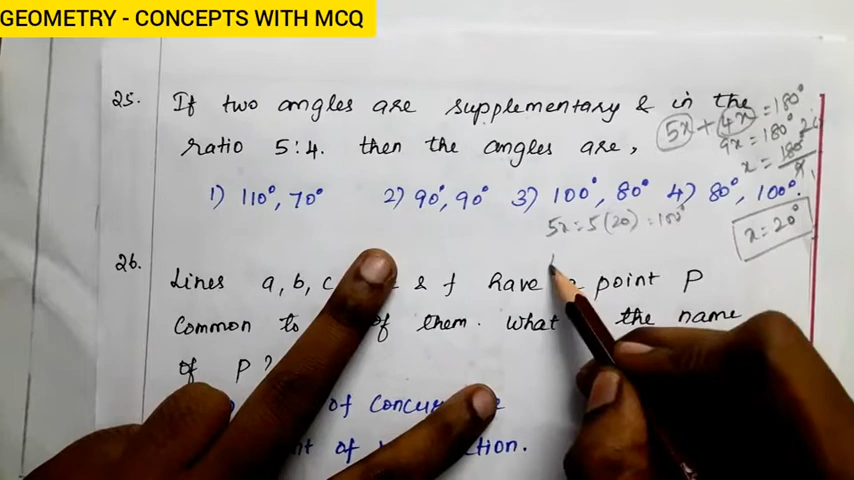 GEOMETRY - CONCEPTS WITH MCQ
25. If two angles are supplementary & in the
ratio 5:4. then the angles are,
5x + 4x = 180°
9x = 180°
x = 180°
x = 20°
1) 110°, 70° 2) 90°, 90° 3) 100°, 80° 4) 80°, 100°.
5x = 5(20) = 100°
26. Lines a, b, c & f have point P
Common to of them. What the name
of P?
of
of tion.